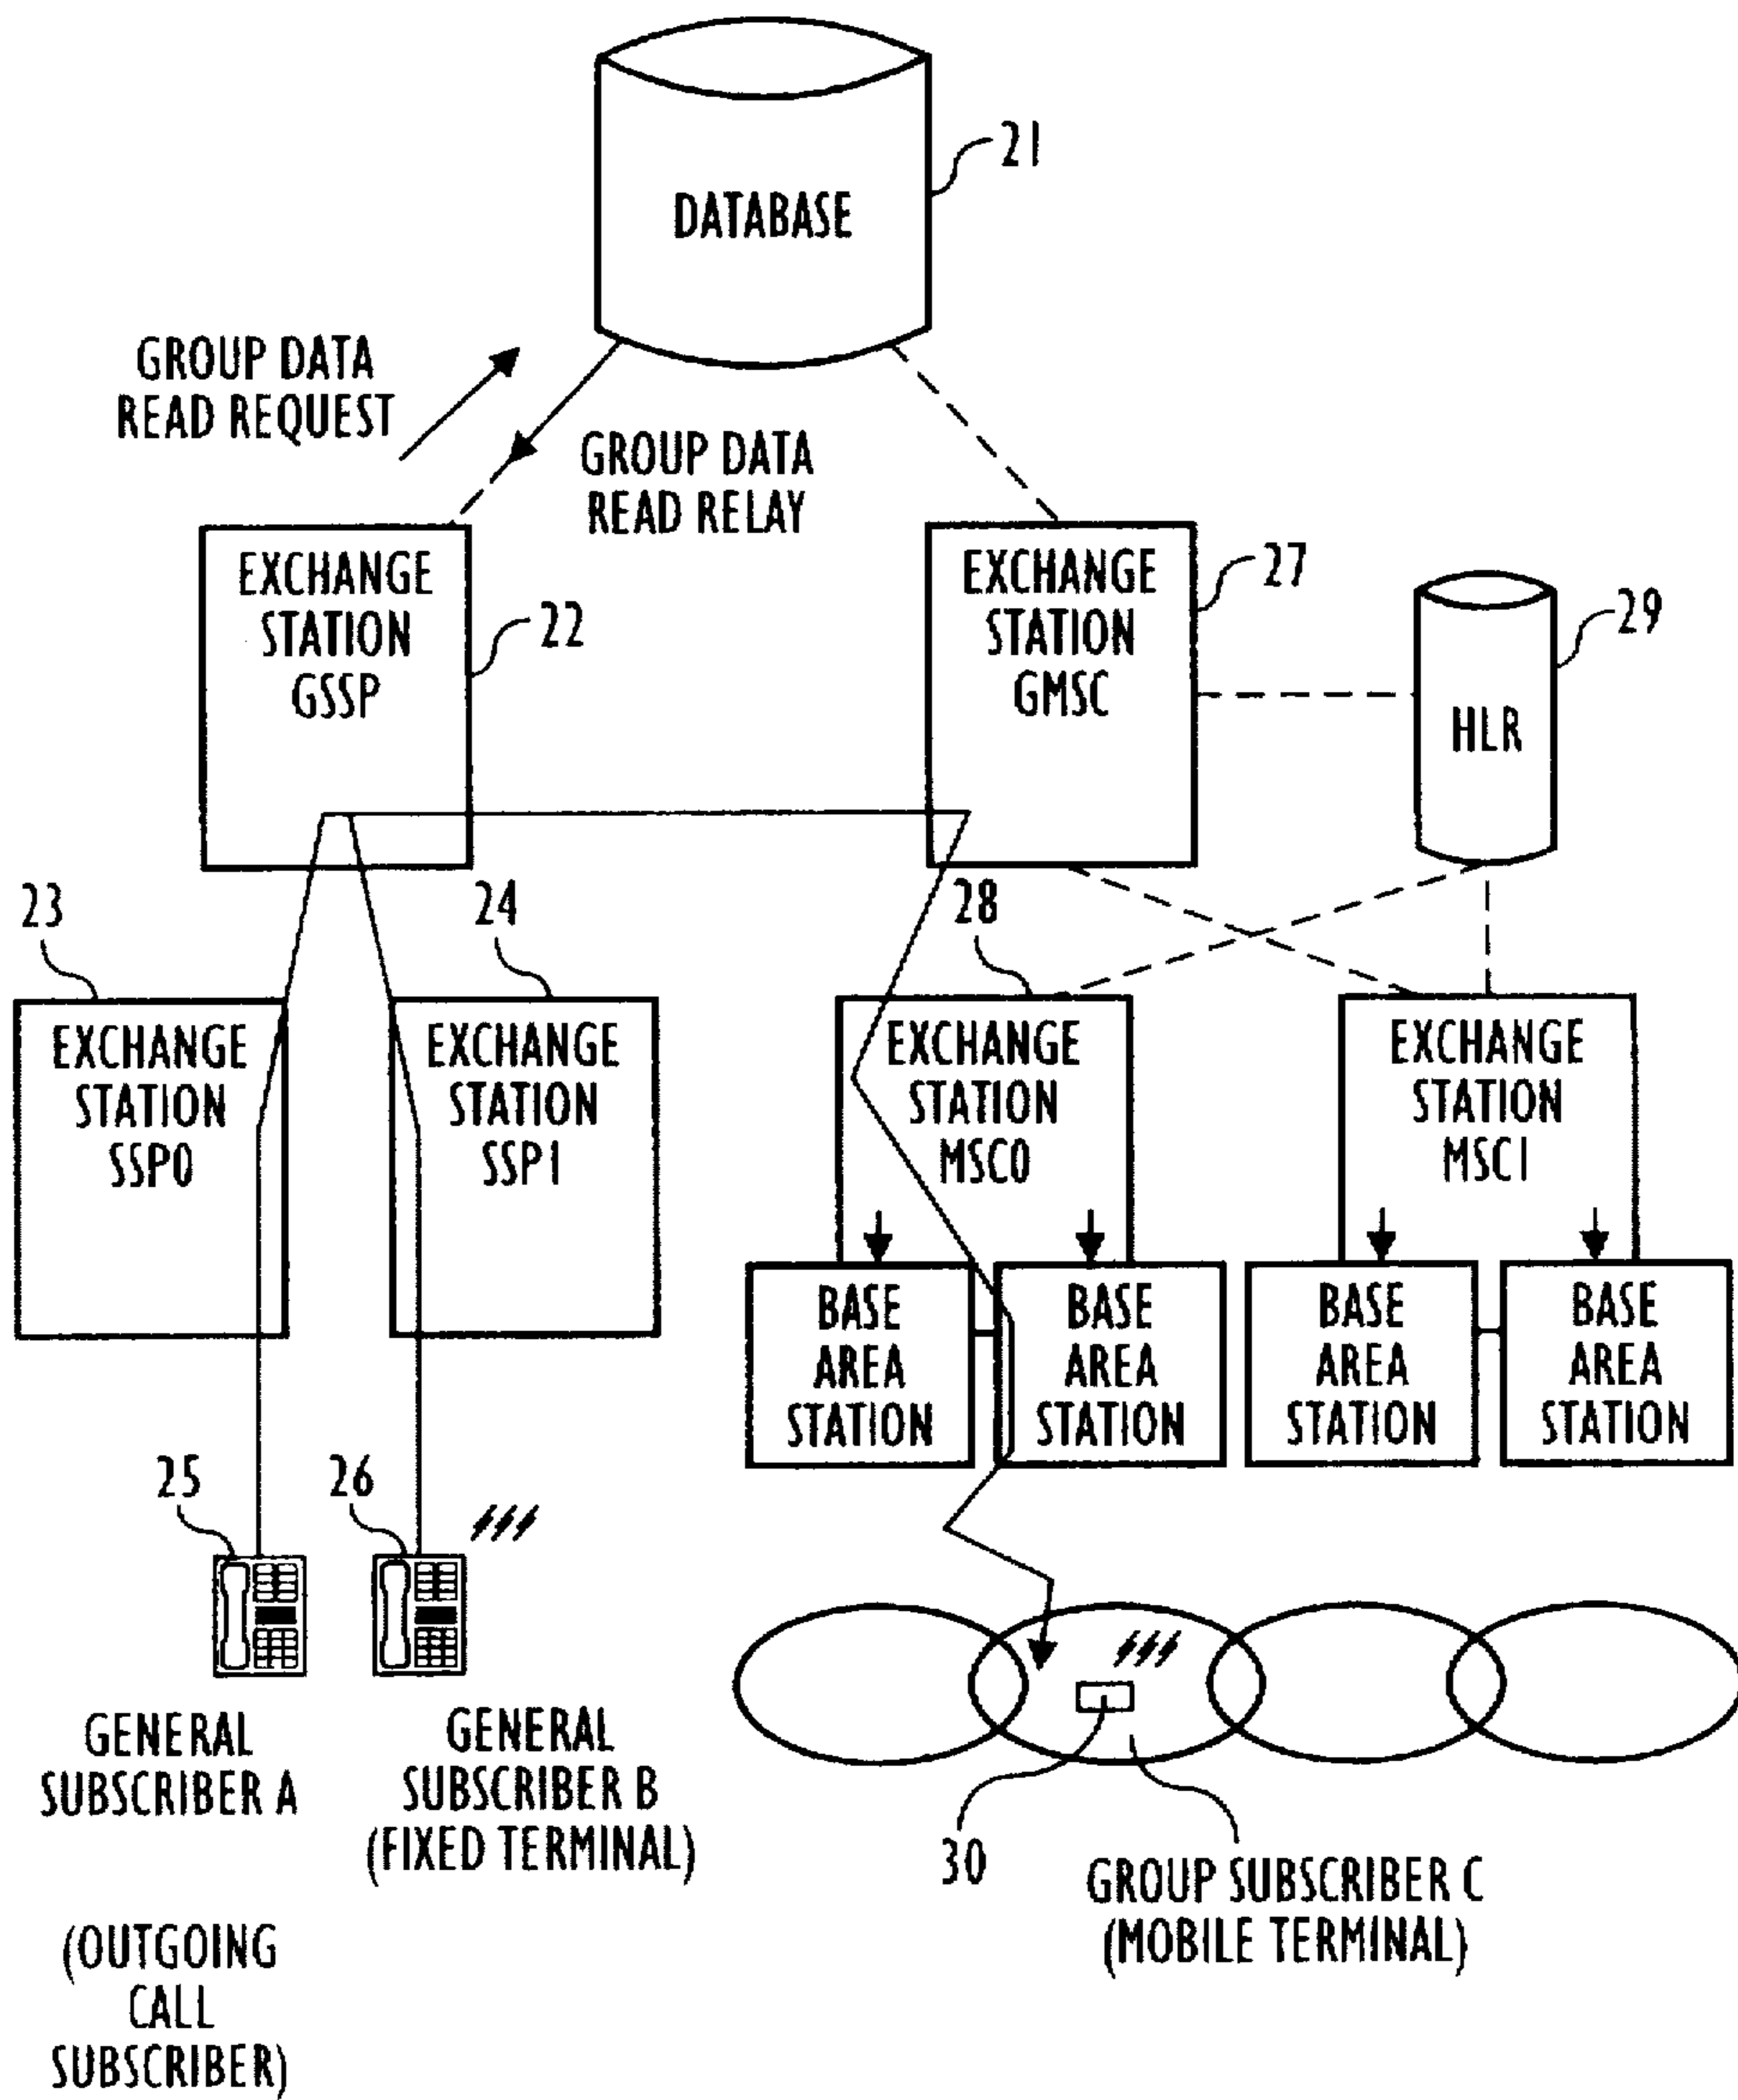 DATABASE
21
GROUP DATA
READ REQUEST
GROUP DATA
READ RELAY
EXCHANGE
STATION
GSSP
22
EXCHANGE
STATION
GMSC
27
HLR
29
23
EXCHANGE
STATION
SSP0
24
EXCHANGE
STATION
SSP1
28
EXCHANGE
STATION
MSC0
EXCHANGE
STATION
MSC1
BASE
AREA
STATION
BASE
AREA
STATION
BASE
AREA
STATION
BASE
AREA
STATION
25
26
GENERAL
SUBSCRIBER A
(OUTGOING
CALL
SUBSCRIBER)
GENERAL
SUBSCRIBER B
(FIXED TERMINAL)
30
GROUP SUBSCRIBER C
(MOBILE TERMINAL)